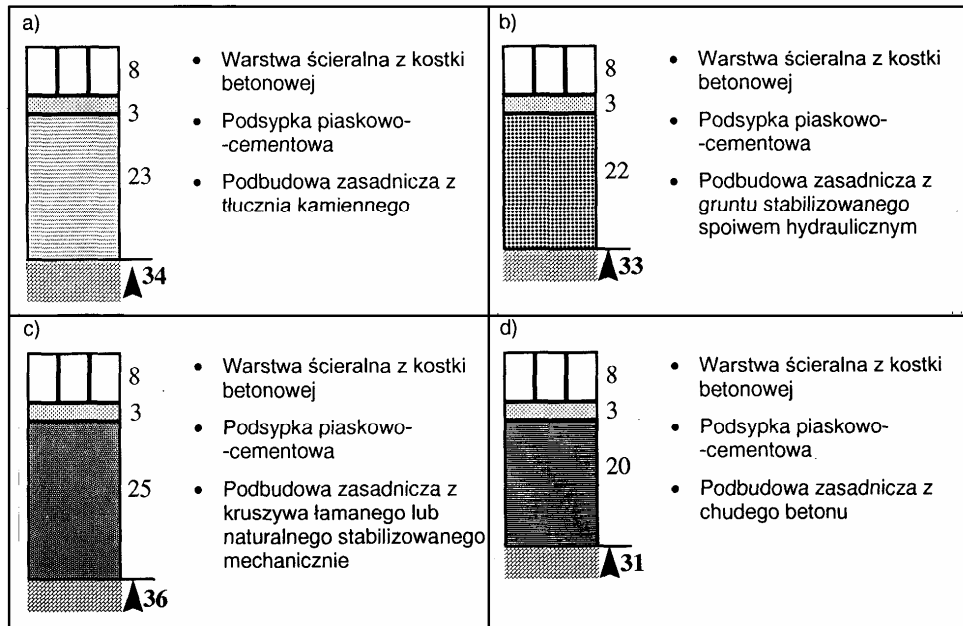 a)
8
3
23
34
• Warstwa ścieralna z kostki
betonowej
• Podsypka piaskowo-
-cementowa
• Podbudowa zasadnicza z
tłucznia kamiennego
b)
8
3
22
33
• Warstwa ścieralna z kostki
betonowej
• Podsypka piaskowo-
-cementowa
• Podbudowa zasadnicza z
gruntu stabilizowanego
spoiwem hydraulicznym
c)
8
3
25
36
• Warstwa ścieralna z kostki
betonowej
• Podsypka piaskowo-
-cementowa
• Podbudowa zasadnicza z
kruszywa łamanego lub
naturalnego stabilizowanego
mechanicznie
d)
8
3
20
31
• Warstwa ścieralna z kostki
betonowej
• Podsypka piaskowo-
-cementowa
• Podbudowa zasadnicza z
chudego betonu